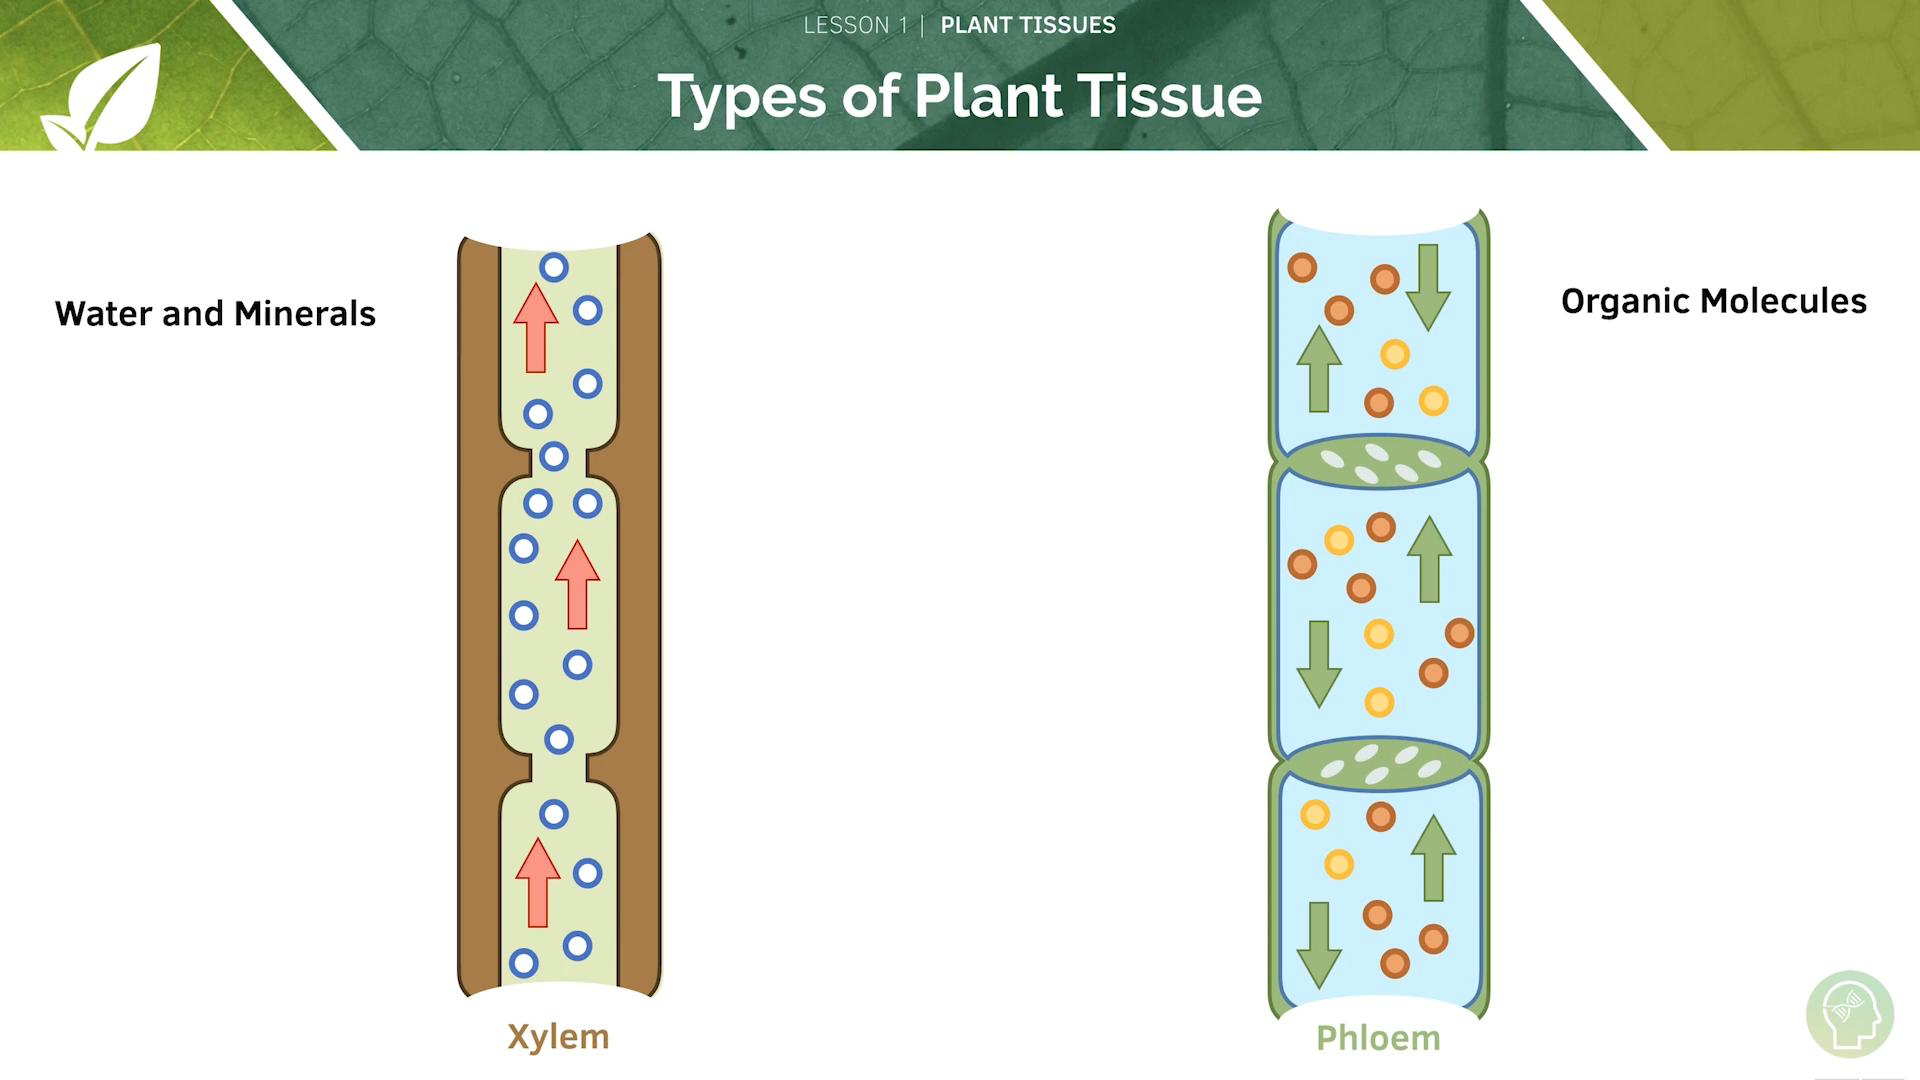 LESSON 1 | PLANT TISSUES
Types of Plant Tissue
Water and Minerals
Organic Molecules
Xylem
Phloem